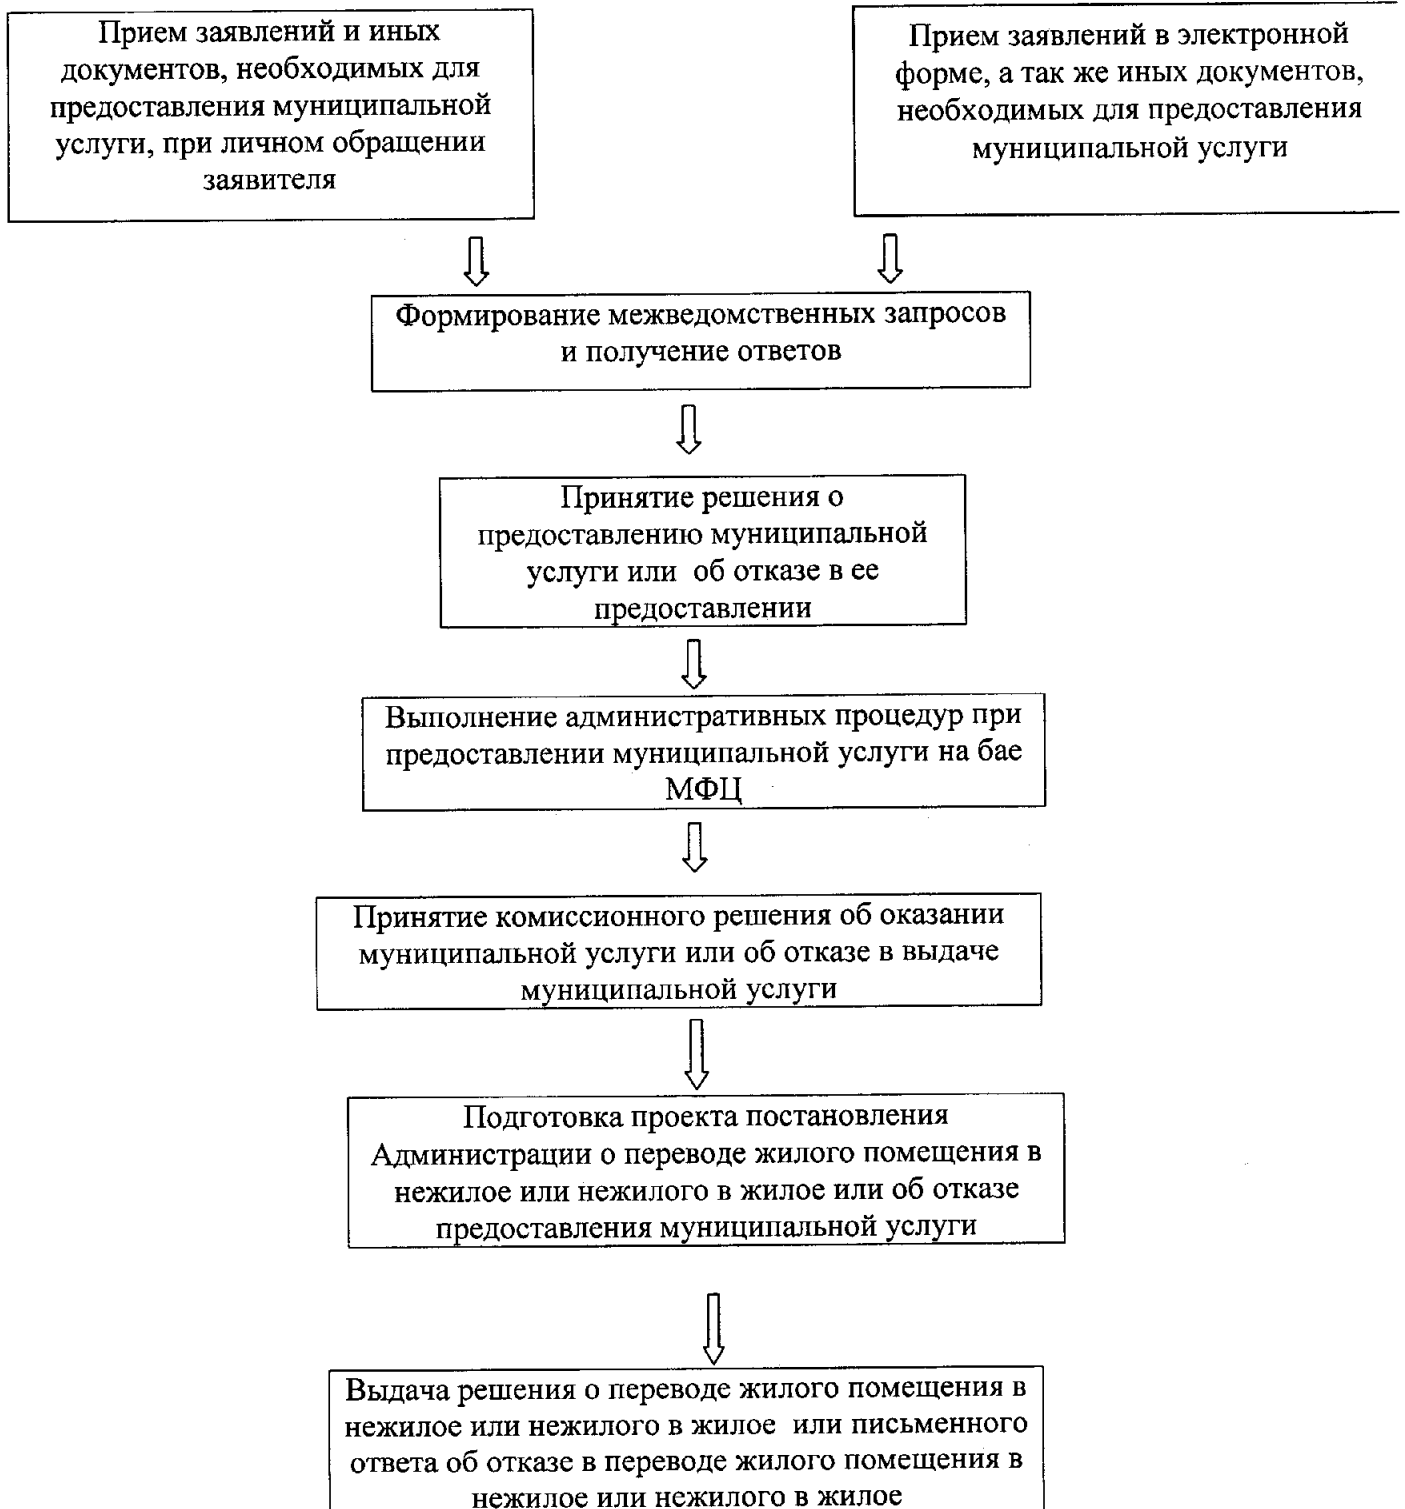 Прием заявлений и иных
документов, необходимых для
предоставления муниципальной
услуги, при личном обращении
заявителя
Прием заявлений в электронной
форме, а так же иных документов,
необходимых для предоставления
муниципальной услуги
Формирование межведомственных запросов
и получение ответов
Принятие решения о
предоставлению муниципальной
услуги или об отказе в ее
предоставлении
Выполнение административных процедур при
предоставлении муниципальной услуги на бае
МФЦ
Принятие комиссионного решения об оказании
муниципальной услуги или об отказе в выдаче
муниципальной услуги
Подготовка проекта постановления
Администрации о переводе жилого помещения в
нежилое или нежилого в жилое или об отказе
предоставления муниципальной услуги
Выдача решения о переводе жилого помещения в
нежилое или нежилого в жилое или письменного
ответа об отказе в переводе жилого помещения в
нежилое или нежилого в жилое